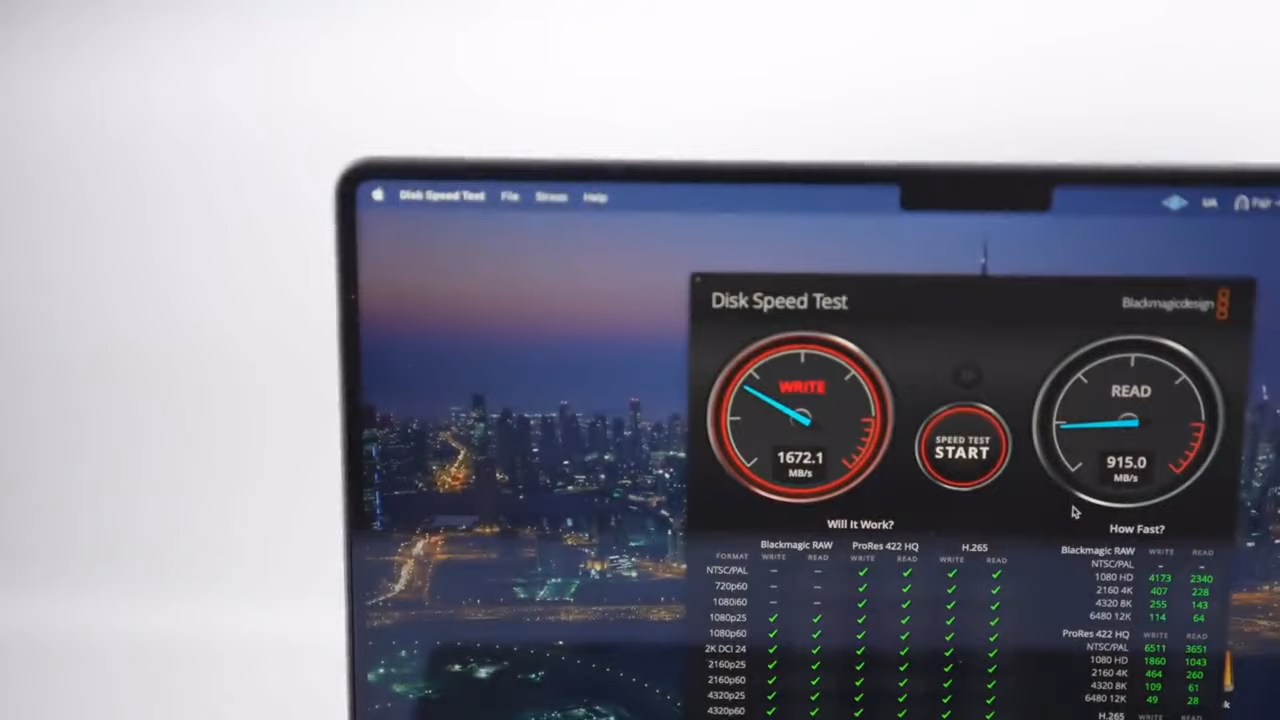 Disk Speed Test File Stress Help UA
Disk Speed Test Blackmagicdesign
WRITE
1672.1
MB/s
SPEED TEST
START
READ
915.0
MB/s
Will It Work?
Blackmagic RAW ProRes 422 HQ H.265
FORMAT WRITE READ WRITE READ WRITE READ
NTSC/PAL – – ✓ ✓ ✓ ✓
720p60 – – ✓ ✓ ✓ ✓
1080i60 – – ✓ ✓ ✓ ✓
1080p25 ✓ ✓ ✓ ✓ ✓ ✓
1080p60 ✓ ✓ ✓ ✓ ✓ ✓
2K DCI 24 ✓ ✓ ✓ ✓ ✓ ✓
2160p25 ✓ ✓ ✓ ✓ ✓ ✓
2160p60 ✓ ✓ ✓ ✓ ✓ ✓
4320p25 ✓ ✓ ✓ ✓ ✓ ✓
4320p60 ✓ ✓ ✓ ✓ ✓ ✓
How Fast?
Blackmagic RAW WRITE READ
NTSC/PAL – –
1080 HD 4173 2340
2160 4K 407 228
4320 8K 255 143
6480 12K 114 64
ProRes 422 HQ WRITE READ
NTSC/PAL 6511 3651
1080 HD 1860 1043
2160 4K 464 260
4320 8K 109 61
6480 12K 49 28
H.265 WRITE READ